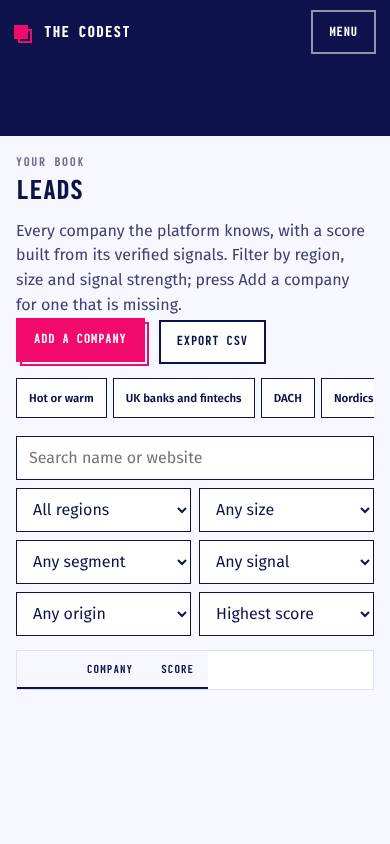 THE CODEST
MENU
YOUR BOOK
LEADS
Every company the platform knows, with a score
built from its verified signals. Filter by region,
size and signal strength; press Add a company
for one that is missing.
ADD A COMPANY
EXPORT CSV
Hot or warm
UK banks and fintechs
DACH
Nordics
Search name or website
All regions
Any size
Any segment
Any signal
Any origin
Highest score
COMPANY
SCORE